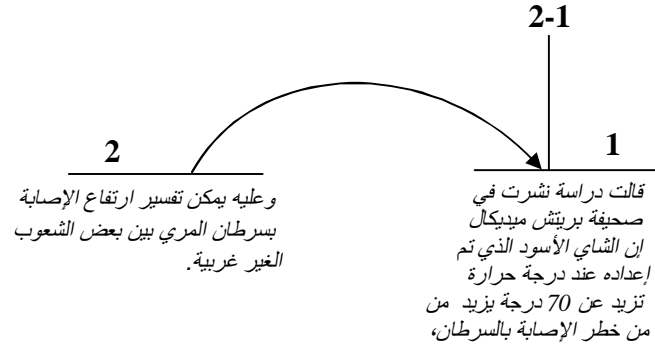 2-1
1
قالت دراسة نشرت في
صحيفة بريتش ميديكال
إن الشاي الأسود الذي تم
إعداده عند درجة حرارة
تزيد عن 70 درجة يزيد من
من خطر الإصابة بالسرطان،
2
وعليه يمكن تفسير ارتفاع الإصابة
بسرطان المري بين بعض الشعوب
الغير غربية.